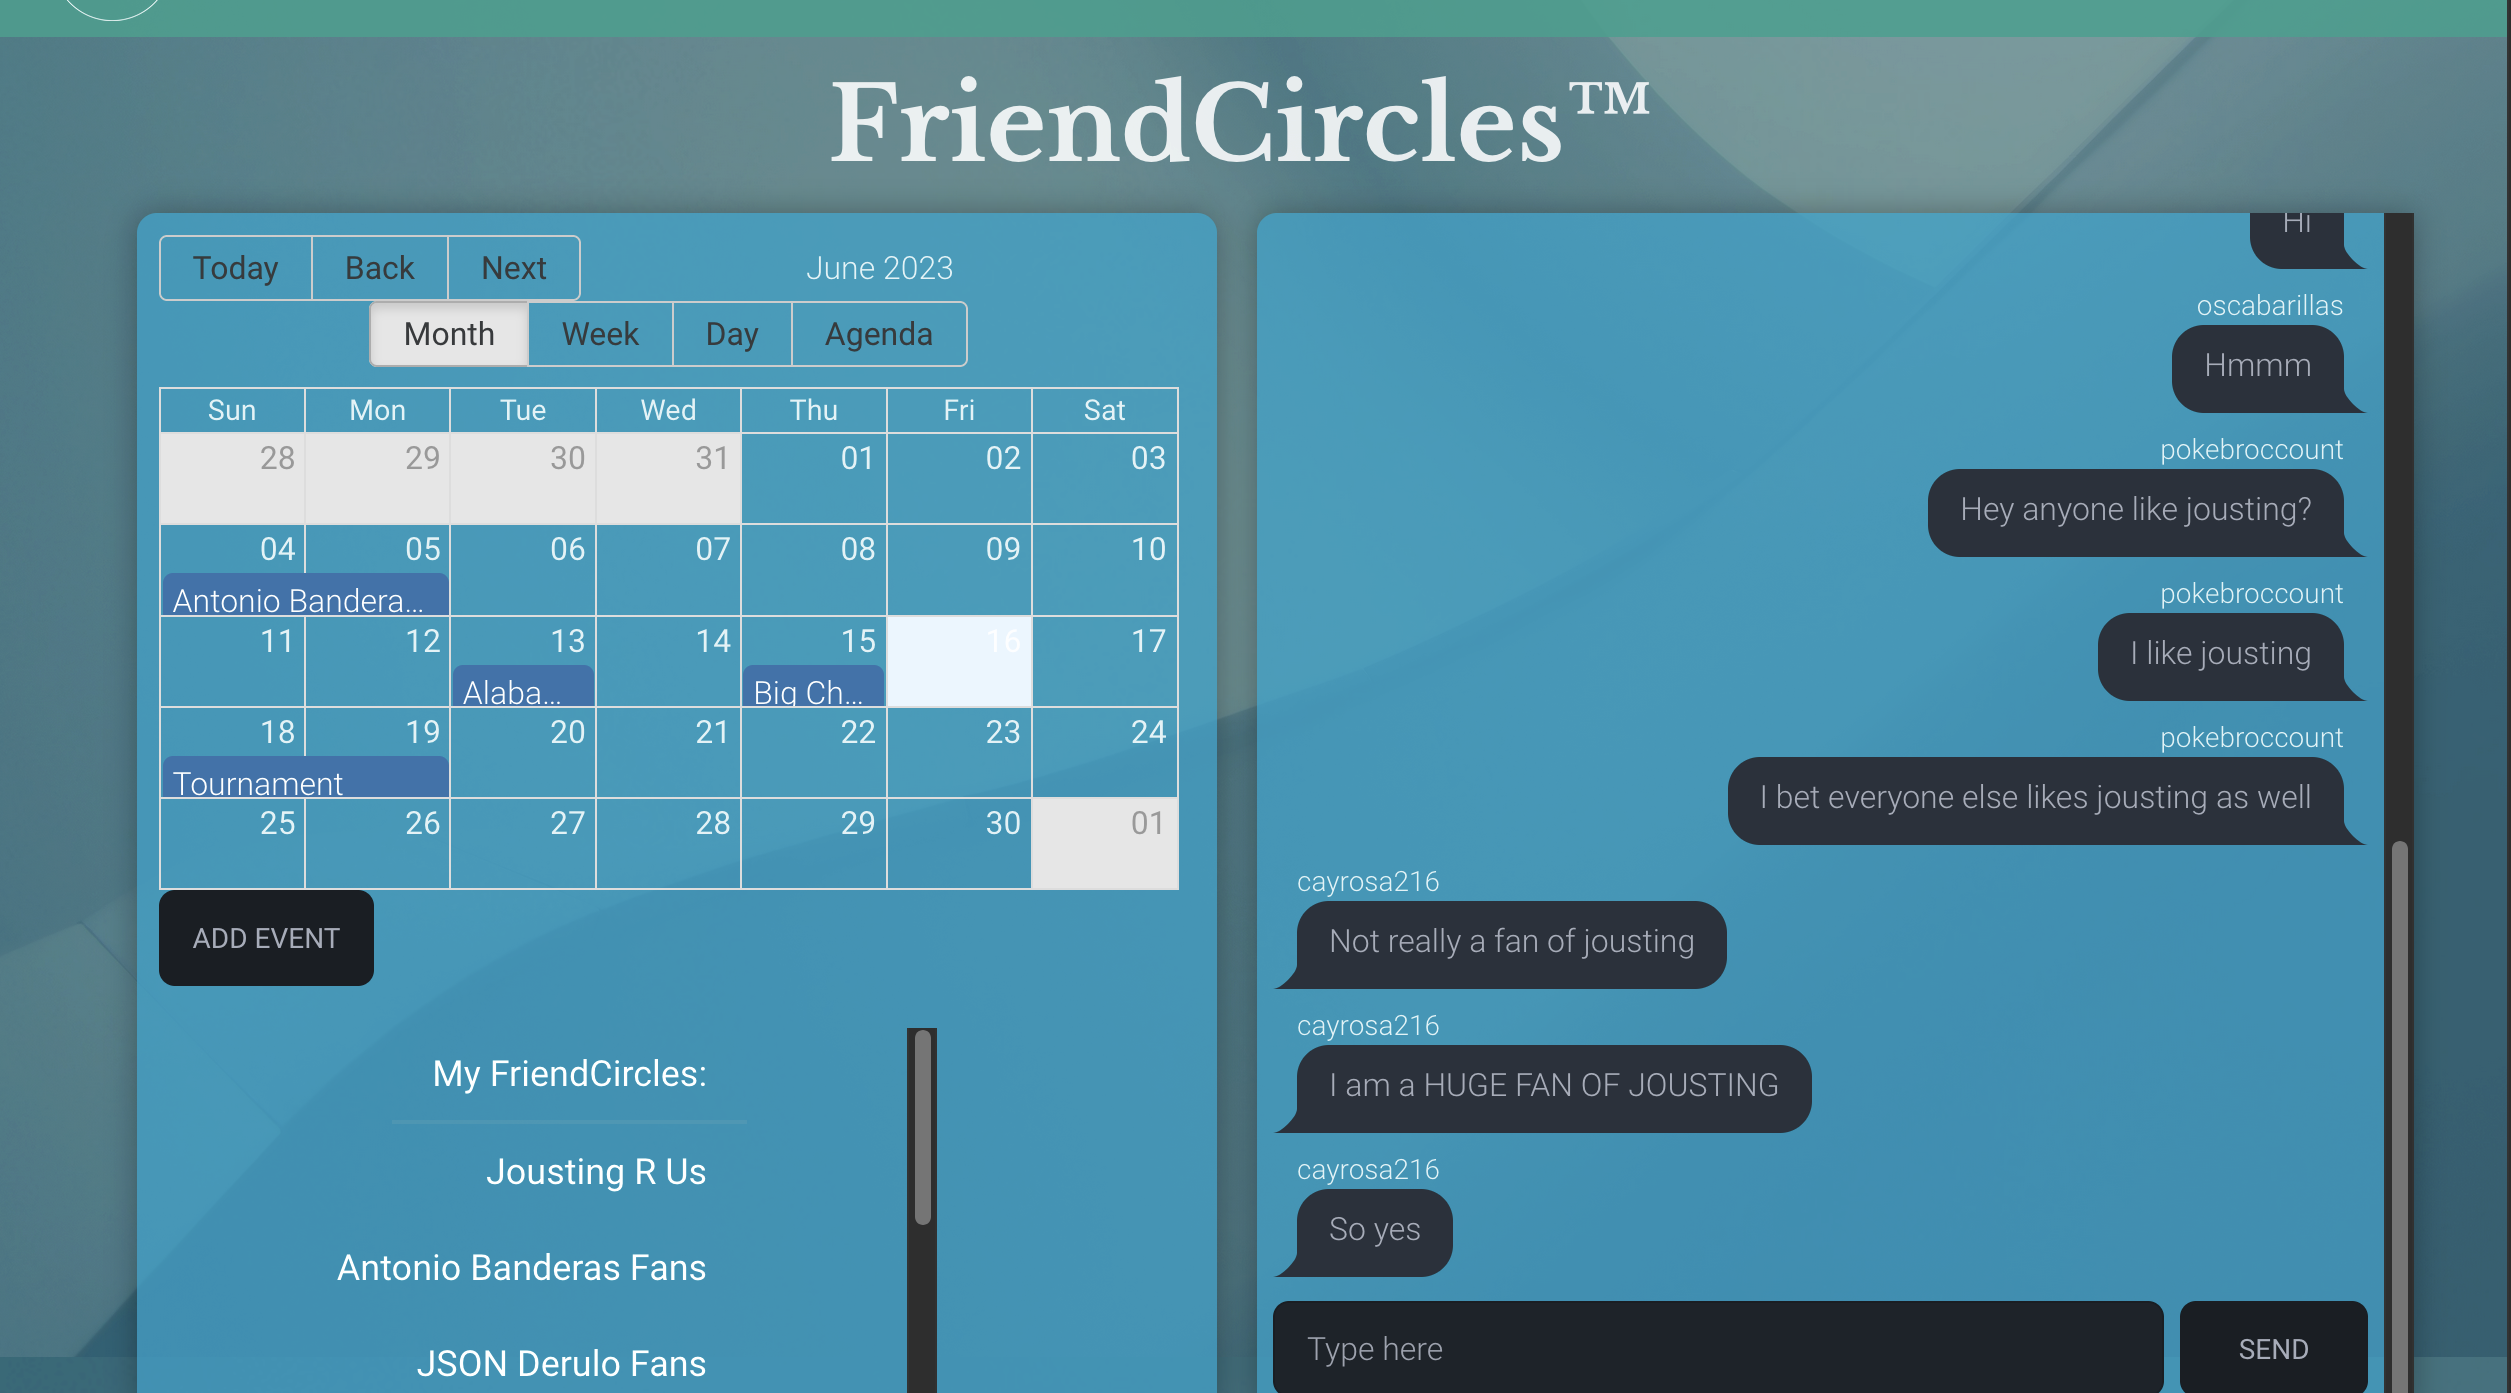 FriendCircles™
Today Back Next June 2023
Month Week Day Agenda
Sun Mon Tue Wed Thu Fri Sat
28 29 30 31 01 02 03
04 05 06 07 08 09 10
Antonio Bandera...
11 12 13 14 15 16 17
Alaba... Big Ch...
18 19 20 21 22 23 24
Tournament
25 26 27 28 29 30 01
ADD EVENT
My FriendCircles:
Jousting R Us
Antonio Banderas Fans
JSON Derulo Fans
Hi
oscabarillas
Hmmm
pokebroccount
Hey anyone like jousting?
pokebroccount
I like jousting
pokebroccount
I bet everyone else likes jousting as well
cayrosa216
Not really a fan of jousting
cayrosa216
I am a HUGE FAN OF JOUSTING
cayrosa216
So yes
Type here
SEND